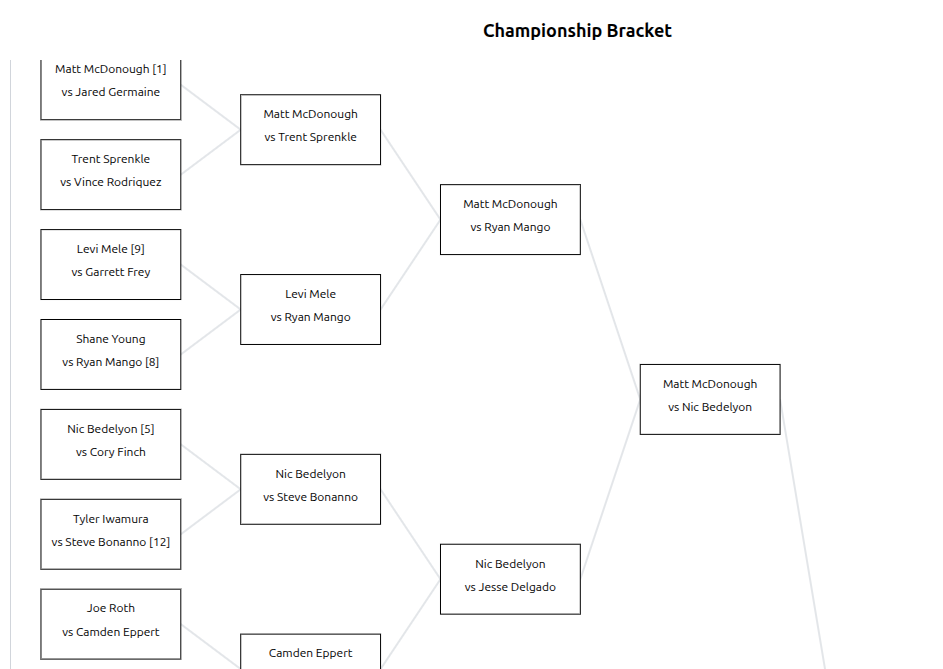 Championship Bracket
Matt McDonough [1]
vs Jared Germaine
Trent Sprenkle
vs Vince Rodriquez
Levi Mele [9]
vs Garrett Frey
Shane Young
vs Ryan Mango [8]
Nic Bedelyon [5]
vs Cory Finch
Tyler Iwamura
vs Steve Bonanno [12]
Joe Roth
vs Camden Eppert
Matt McDonough
vs Trent Sprenkle
Levi Mele
vs Ryan Mango
Nic Bedelyon
vs Steve Bonanno
Camden Eppert
Matt McDonough
vs Ryan Mango
Nic Bedelyon
vs Jesse Delgado
Matt McDonough
vs Nic Bedelyon